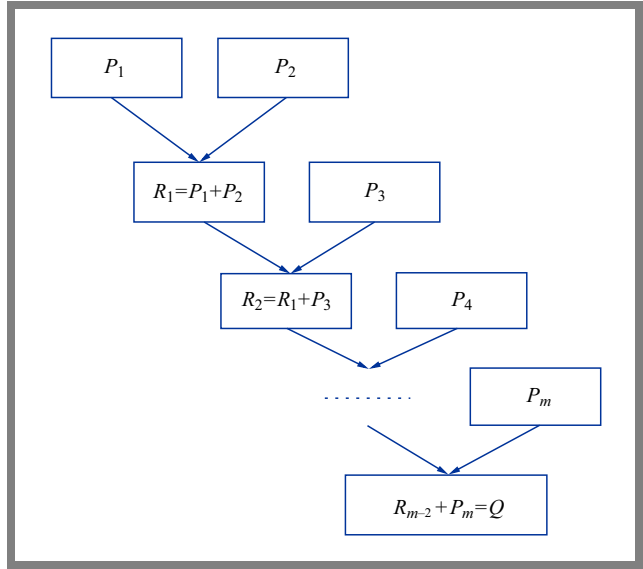 P₁
P₂
R₁=P₁+P₂
P₃
R₂=R₁+P₃
P₄
Pₘ
Rₘ₋₂+Pₘ=Q